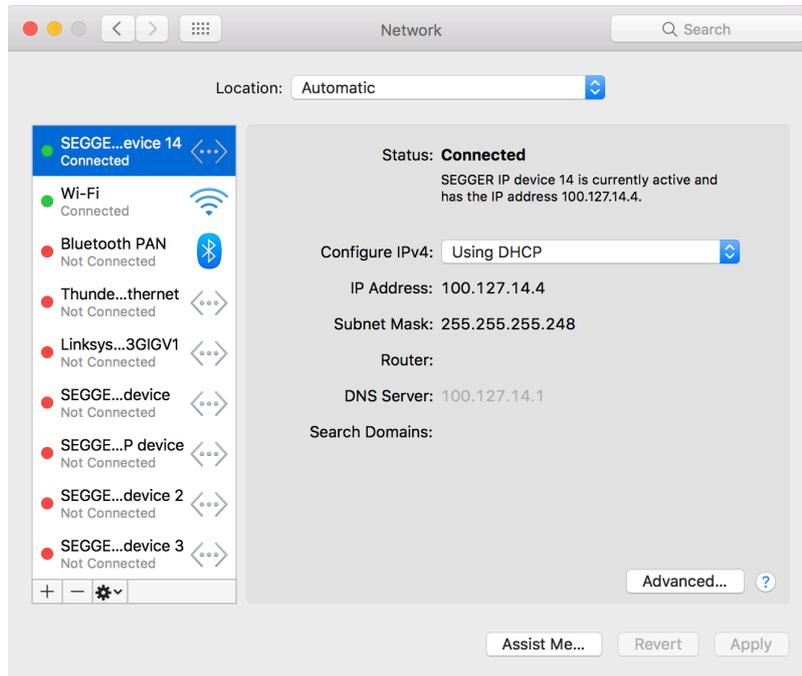 Network
Search
Location: Automatic
SEGGE...evice 14
Connected
Wi-Fi
Connected
Bluetooth PAN
Not Connected
Thunde...thernet
Not Connected
Linksys...3GIGV1
Not Connected
SEGGE...device
Not Connected
SEGGE...P device
Not Connected
SEGGE...device 2
Not Connected
SEGGE...device 3
Not Connected
Status: Connected
SEGGER IP device 14 is currently active and
has the IP address 100.127.14.4.
Configure IPv4: Using DHCP
IP Address: 100.127.14.4
Subnet Mask: 255.255.255.248
Router:
DNS Server: 100.127.14.1
Search Domains:
Advanced...
?
Assist Me...
Revert
Apply